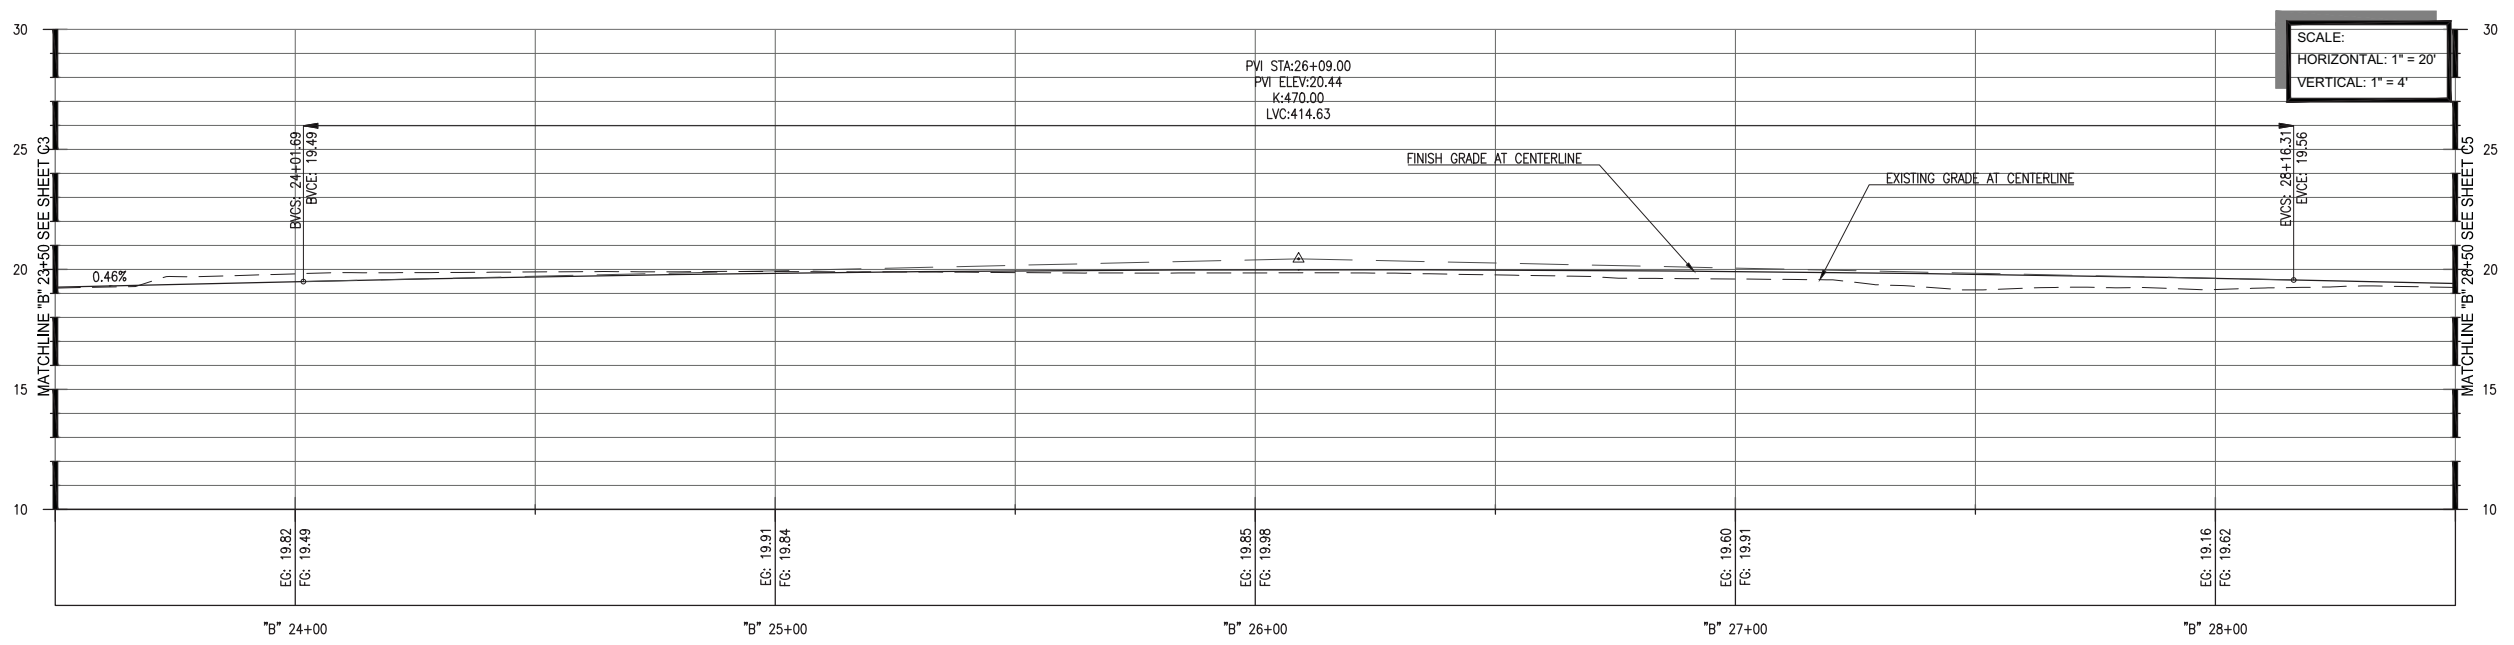 30
25
20
15
10
MATCHLINE "B" 23+50 SEE SHEET C3
0.46%
BVCS: 24+01.69
BVCE: 19.49
PVI STA:26+09.00
PVI ELEV:20.44
K:470.00
LVC:414.63
FINISH GRADE AT CENTERLINE
EXISTING GRADE AT CENTERLINE
EVCS: 28+16.31
EVCE: 19.56
SCALE:
HORIZONTAL: 1" = 20'
VERTICAL: 1" = 4'
30
25
20
15
10
MATCHLINE "B" 28+50 SEE SHEET C5
EG: 19.82
FG: 19.49
EG: 19.91
FG: 19.84
EG: 19.85
FG: 19.98
EG: 19.60
FG: 19.91
EG: 19.16
FG: 19.62
"B" 24+00
"B" 25+00
"B" 26+00
"B" 27+00
"B" 28+00